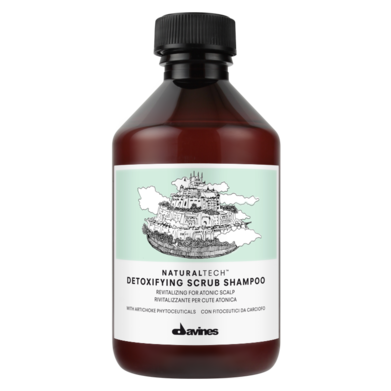 NATURALTECH™
DETOXIFYING SCRUB SHAMPOO
REVITALIZING FOR ATONIC SCALP
RIVITALIZZANTE PER CUTE ATONICA
WITH ARTICHOKE PHYTOCEUTICALS CON FITOCEUTICI DA CARCIOFO
davines